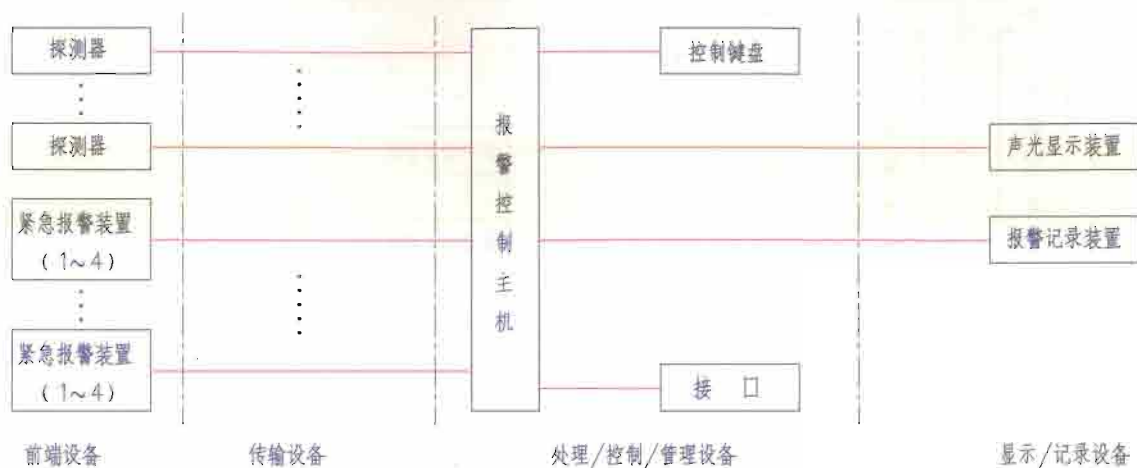 探测器
控制键盘
探测器
声光显示装置
报警控制主机
紧急报警装置
(1~4)
报警记录装置
紧急报警装置
(1~4)
接 口
前端设备
传输设备
处理/控制/管理设备
显示/记录设备